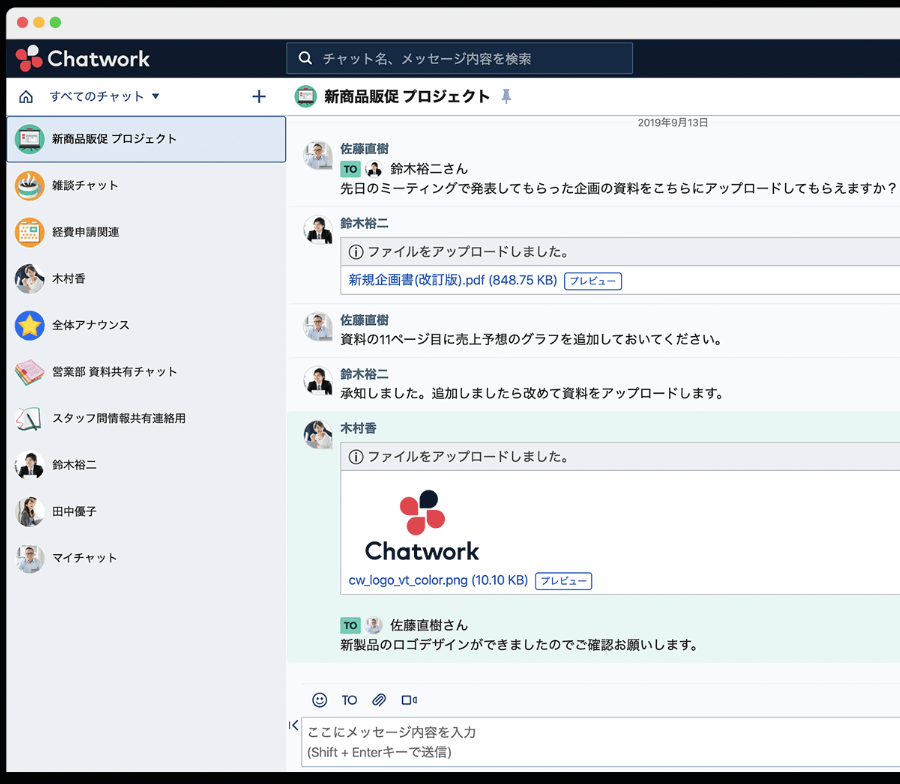 Chatwork
チャット名、メッセージ内容を検索
すべてのチャット ▼
+
新商品販促 プロジェクト
雑談チャット
経費申請関連
木村香
全体アナウンス
営業部 資料共有チャット
スタッフ間情報共有連絡用
鈴木裕二
田中優子
マイチャット
新商品販促 プロジェクト
2019年9月13日
佐藤直樹
TO 鈴木裕二さん
先日のミーティングで発表してもらった企画の資料をこちらにアップロードしてもらえますか？
鈴木裕二
ファイルをアップロードしました。
新規企画書(改訂版).pdf (848.75 KB) プレビュー
佐藤直樹
資料の11ページ目に売上予想のグラフを追加しておいてください。
鈴木裕二
承知しました。追加しましたら改めて資料をアップロードします。
木村香
ファイルをアップロードしました。
Chatwork
cw_logo_vt_color.png (10.10 KB) プレビュー
TO 佐藤直樹さん
新製品のロゴデザインができましたのでご確認お願いします。
TO
ここにメッセージ内容を入力
(Shift + Enterキーで送信)